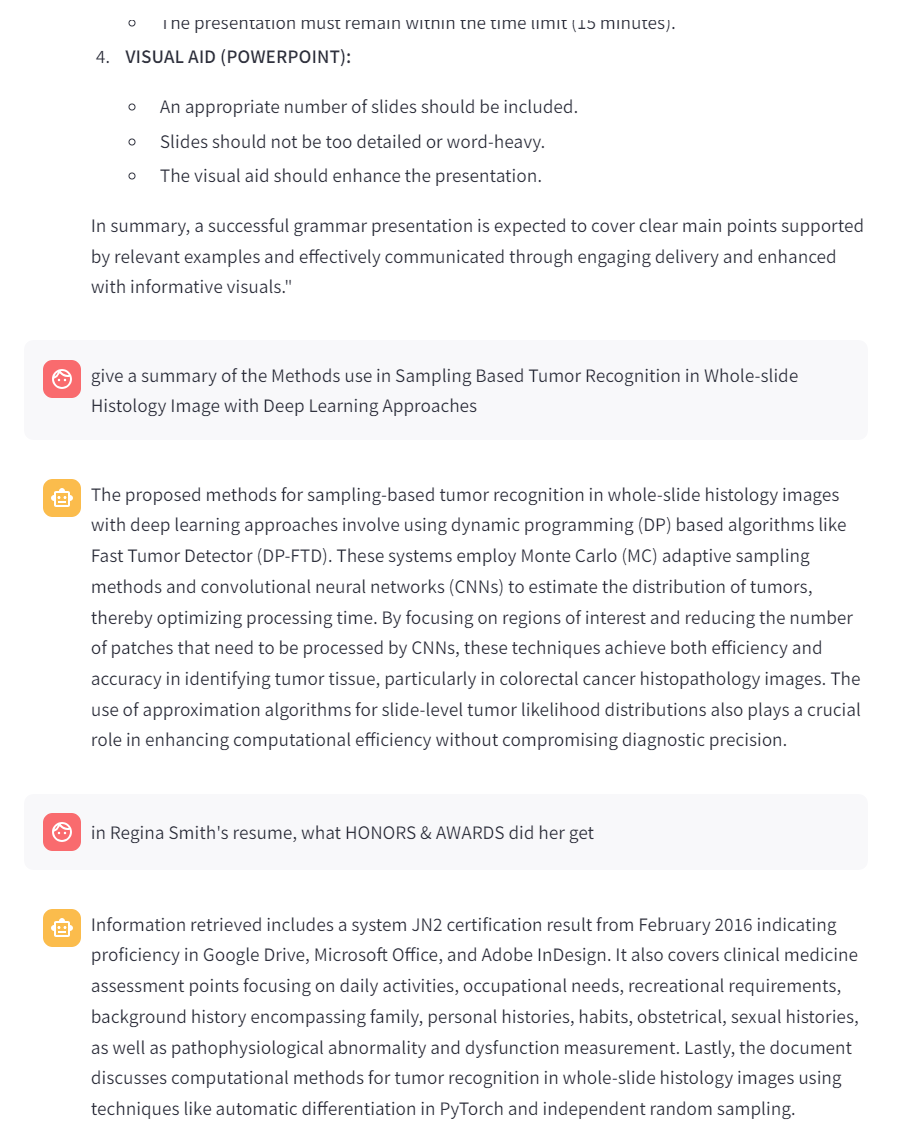 ○ The presentation must remain within the time limit (15 minutes).
4. VISUAL AID (POWERPOINT):
○ An appropriate number of slides should be included.
○ Slides should not be too detailed or word-heavy.
○ The visual aid should enhance the presentation.
In summary, a successful grammar presentation is expected to cover clear main points supported
by relevant examples and effectively communicated through engaging delivery and enhanced
with informative visuals."
give a summary of the Methods use in Sampling Based Tumor Recognition in Whole-slide
Histology Image with Deep Learning Approaches
The proposed methods for sampling-based tumor recognition in whole-slide histology images
with deep learning approaches involve using dynamic programming (DP) based algorithms like
Fast Tumor Detector (DP-FTD). These systems employ Monte Carlo (MC) adaptive sampling
methods and convolutional neural networks (CNNs) to estimate the distribution of tumors,
thereby optimizing processing time. By focusing on regions of interest and reducing the number
of patches that need to be processed by CNNs, these techniques achieve both efficiency and
accuracy in identifying tumor tissue, particularly in colorectal cancer histopathology images. The
use of approximation algorithms for slide-level tumor likelihood distributions also plays a crucial
role in enhancing computational efficiency without compromising diagnostic precision.
in Regina Smith's resume, what HONORS & AWARDS did her get
Information retrieved includes a system JN2 certification result from February 2016 indicating
proficiency in Google Drive, Microsoft Office, and Adobe InDesign. It also covers clinical medicine
assessment points focusing on daily activities, occupational needs, recreational requirements,
background history encompassing family, personal histories, habits, obstetrical, sexual histories,
as well as pathophysiological abnormality and dysfunction measurement. Lastly, the document
discusses computational methods for tumor recognition in whole-slide histology images using
techniques like automatic differentiation in PyTorch and independent random sampling.